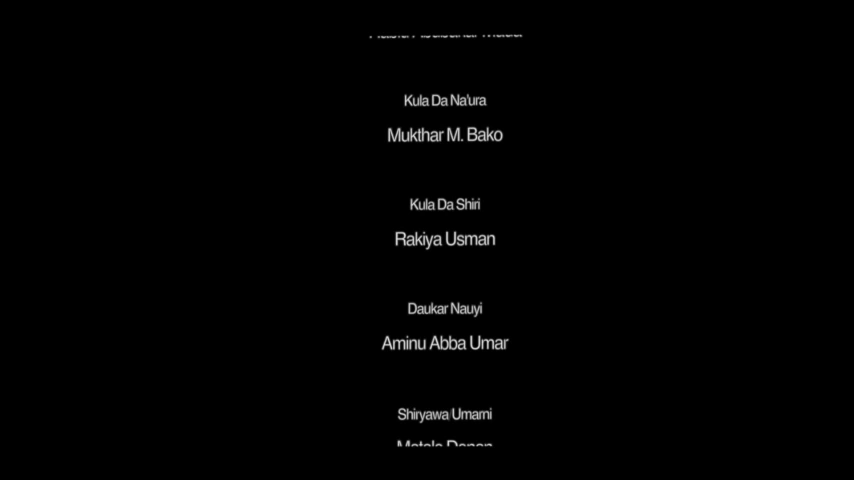 Kula Da Na'ura
Mukthar M. Bako
Kula Da Shiri
Rakiya Usman
Daukar Nauyi
Aminu Abba Umar
Shiryawa/Umarni